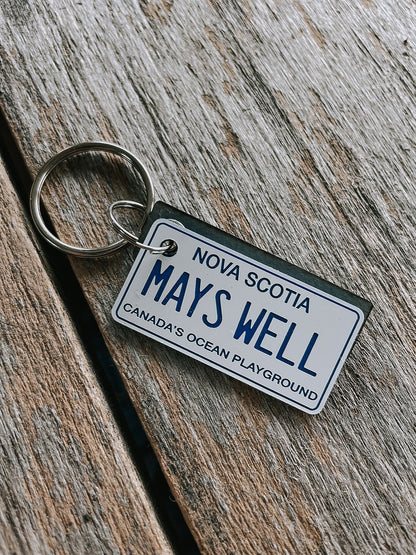 NOVA SCOTIA
MAYS WELL
CANADA'S OCEAN PLAYGROUND